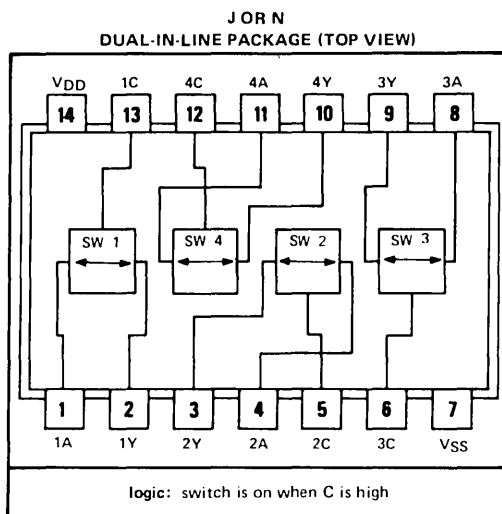 J OR N
DUAL-IN-LINE PACKAGE (TOP VIEW)
VDD 1C 4C 4A 4Y 3Y 3A
14 13 12 11 10 9 8
SW 1 SW 4 SW 2 SW 3
1 2 3 4 5 6 7
1A 1Y 2Y 2A 2C 3C VSS
logic: switch is on when C is high